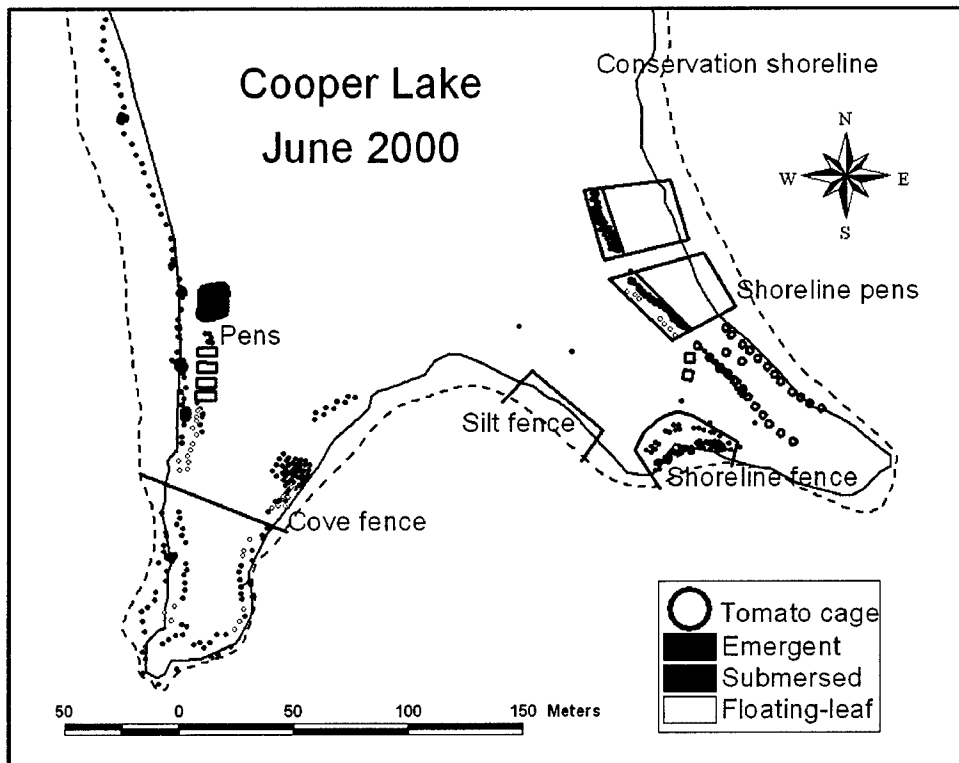 Cooper Lake
June 2000
Conservation shoreline
N
W E
S
Shoreline pens
Pens
Silt fence
Shoreline fence
Cove fence
Tomato cage
Emergent
Submersed
Floating-leaf
50 0 50 100 150 Meters